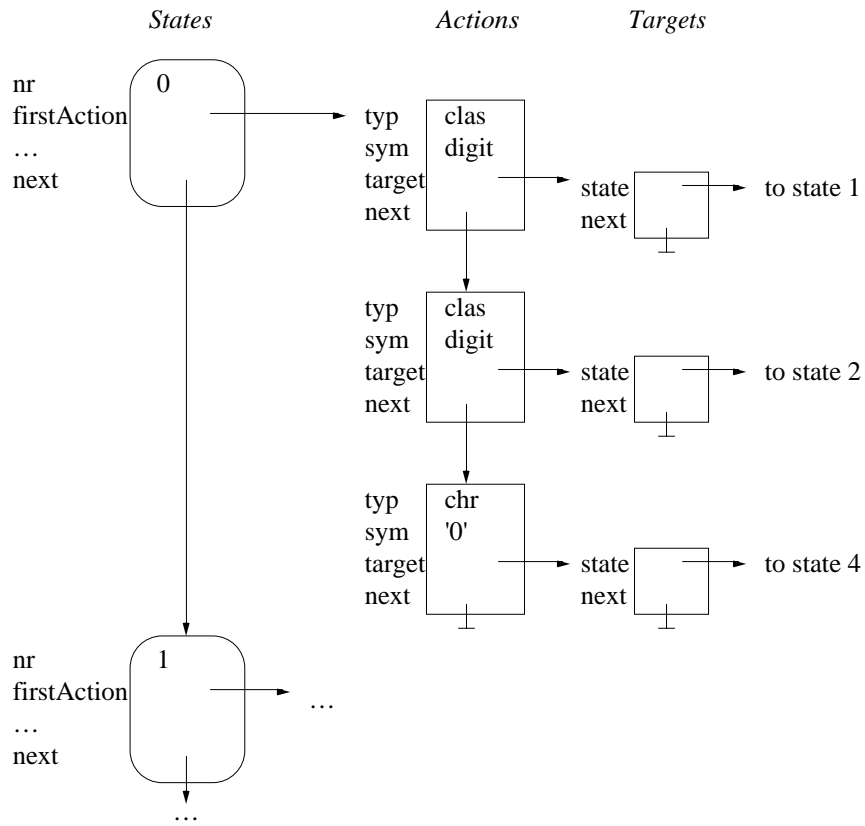 States Actions Targets
nr 0
firstAction
…
next
typ clas
sym digit
target
next
state to state 1
next
typ clas
sym digit
target
next
state to state 2
next
typ chr
sym '0'
target
next
state to state 4
next
nr 1
firstAction …
…
next
…